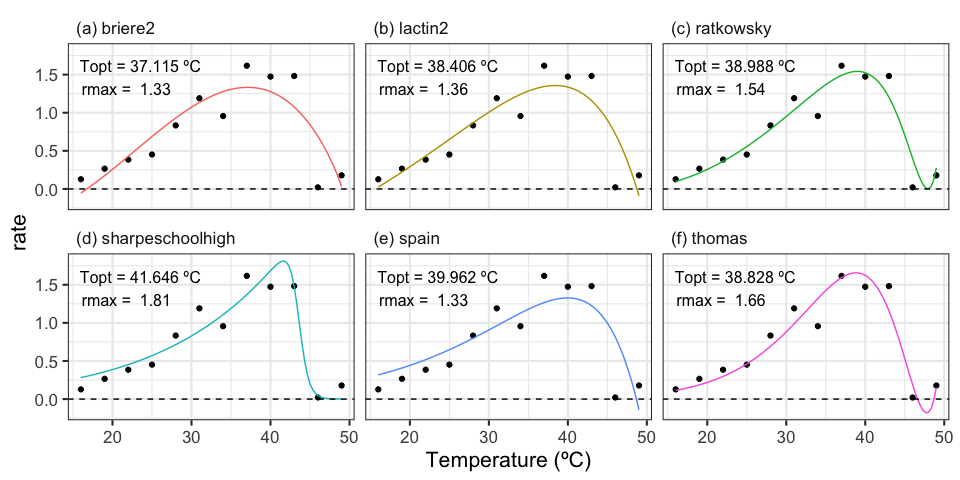 (a) briere2
(b) lactin2
(c) ratkowsky
Topt = 37.115 ºC
rmax =  1.33
Topt = 38.406 ºC
rmax =  1.36
Topt = 38.988 ºC
rmax =  1.54
1.5
1.0
0.5
0.0
rate
(d) sharpeschoolhigh
(e) spain
(f) thomas
Topt = 41.646 ºC
rmax =  1.81
Topt = 39.962 ºC
rmax =  1.33
Topt = 38.828 ºC
rmax =  1.66
1.5
1.0
0.5
0.0
20 30 40 50 20 30 40 50 20 30 40 50
Temperature (ºC)